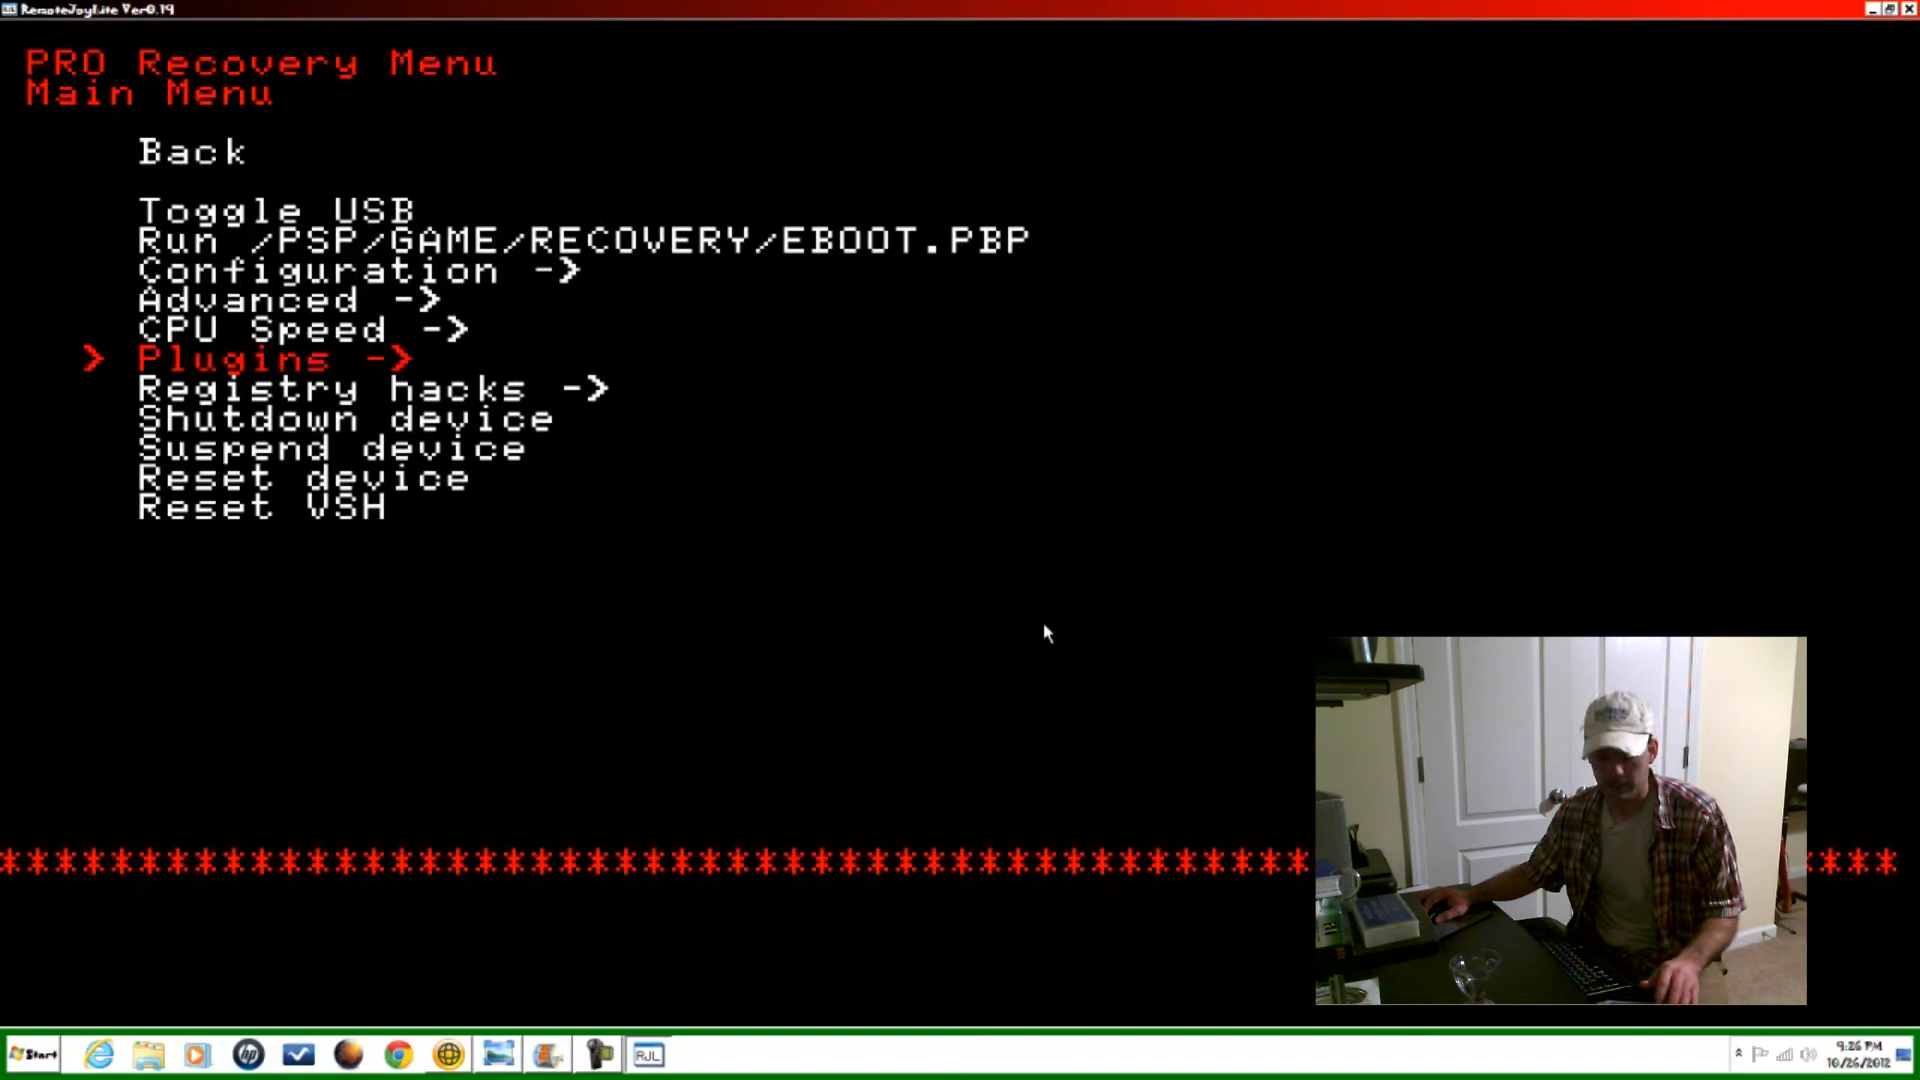 RemoteJoyLite Ver0.19
PRO Recovery Menu
Main Menu
Back
Toggle USB
Run /PSP/GAME/RECOVERY/EBOOT.PBP
Configuration ->
Advanced ->
CPU Speed ->
> Plugins ->
Registry hacks ->
Shutdown device
Suspend device
Reset device
Reset VSH
***********************************************
***
Start
hp
RJL
9:26 PM
10/26/2012